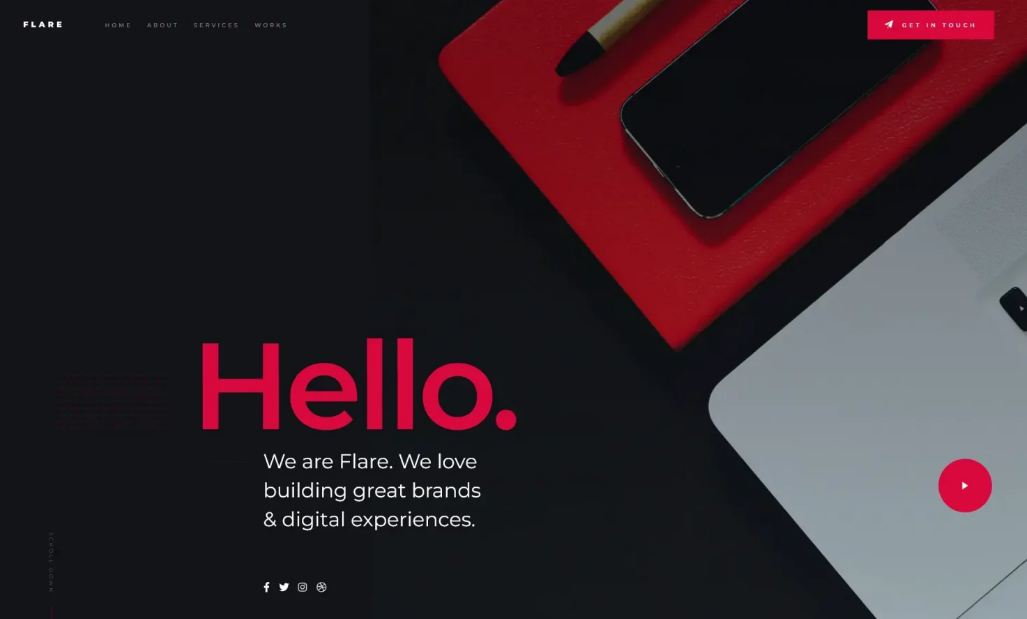 FLARE
HOME ABOUT SERVICES WORKS
GET IN TOUCH
Hello.
We are Flare. We love
building great brands
& digital experiences.
SCROLL DOWN